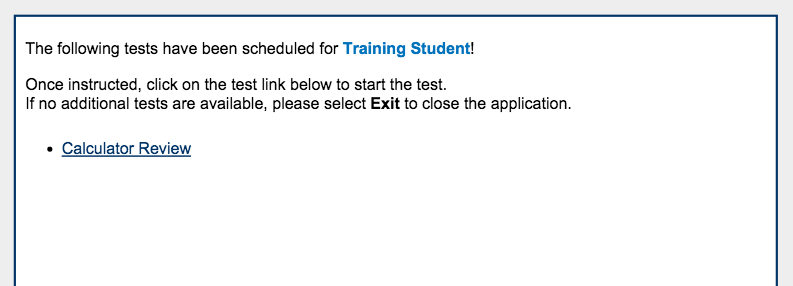 The following tests have been scheduled for Training Student!
Once instructed, click on the test link below to start the test.
If no additional tests are available, please select Exit to close the application.
• Calculator Review